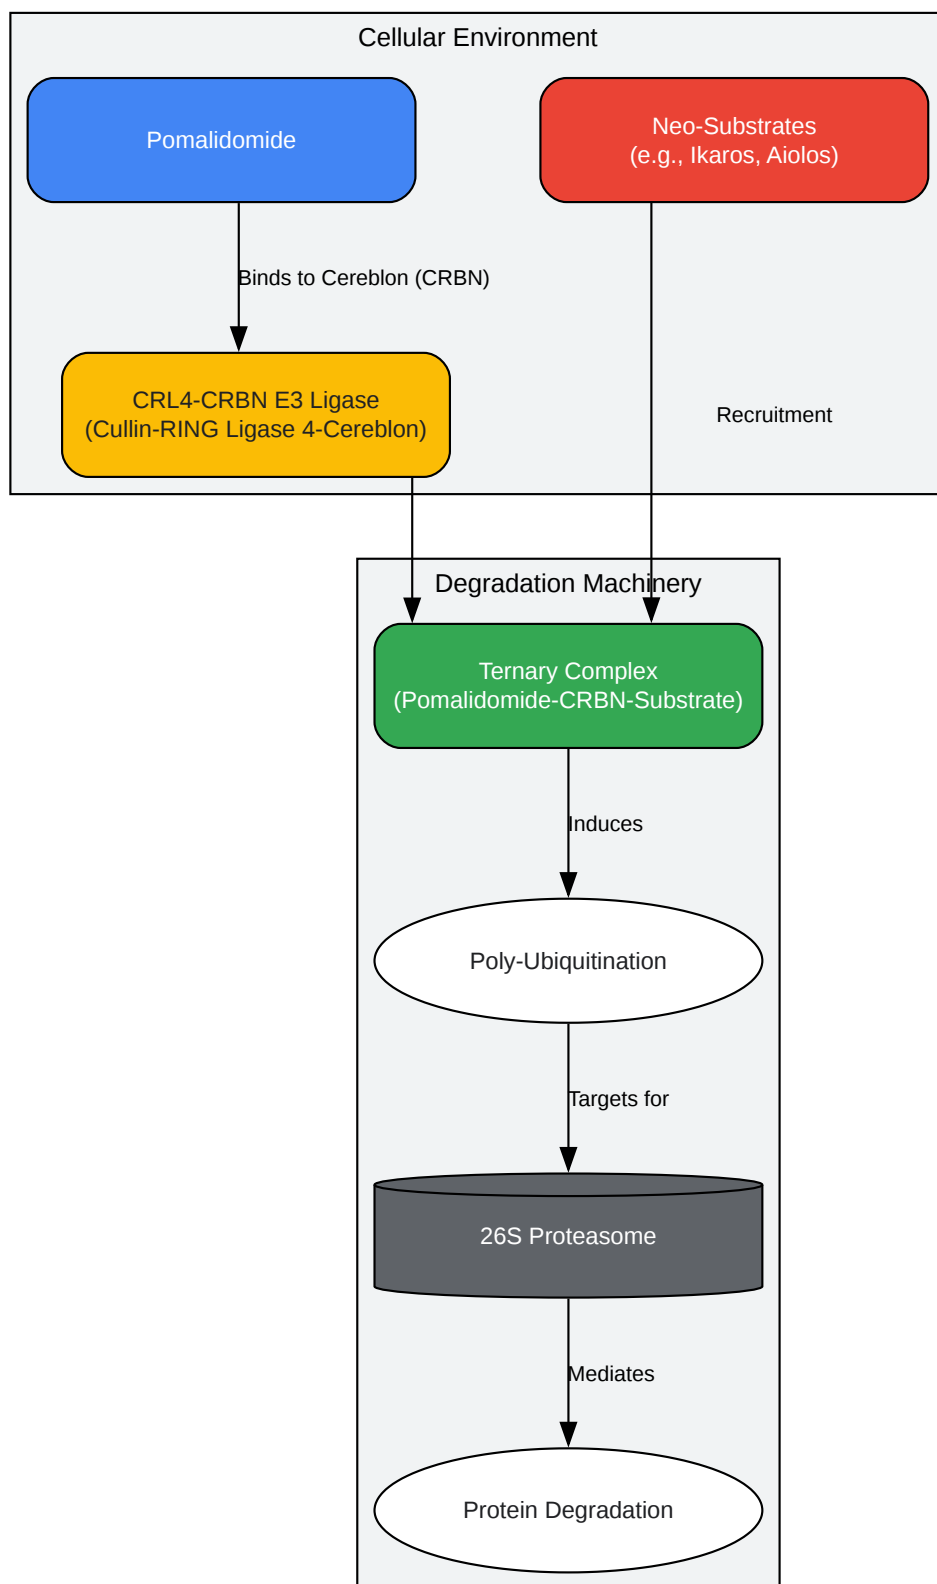 Cellular Environment
Pomalidomide
Neo-Substrates
(e.g., Ikaros, Aiolos)
Binds to Cereblon (CRBN)
CRL4-CRBN E3 Ligase
(Cullin-RING Ligase 4-Cereblon)
Recruitment
Degradation Machinery
Ternary Complex
(Pomalidomide-CRBN-Substrate)
Induces
Poly-Ubiquitination
Targets for
26S Proteasome
Mediates
Protein Degradation